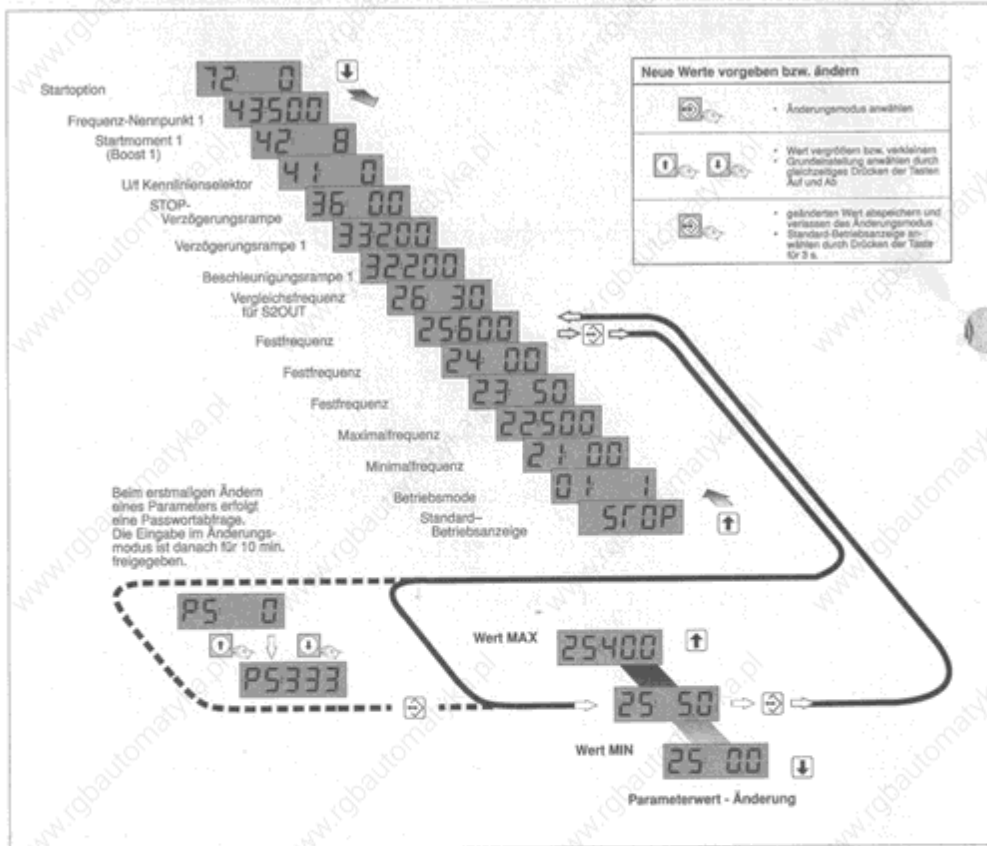 72 0
Startoption
43500
Frequenz-Nennpunkt 1
42 8
Startmoment 1
(Boost 1)
41 0
U/f Kennlinienselektor
36 00
STOP-
Verzögerungsrampe
33200
Verzögerungsrampe 1
32200
Beschleunigungsrampe 1
26 30
Vergleichsfrequenz
für S2OUT
25600
Festfrequenz
24 00
Festfrequenz
23 50
Festfrequenz
22500
Maximalfrequenz
21 00
Minimalfrequenz
01 1
Betriebsmode
STOP
Standard-
Betriebsanzeige
Neue Werte vorgeben bzw. ändern
• Änderungsmodus anwählen
• Wert vergrößern bzw. verkleinern
• Grundeinstellung anwählen durch
gleichzeitiges Drücken der Tasten
Auf und Ab
• geänderten Wert abspeichern und
verlassen des Änderungsmodus
• Standard-Betriebsanzeige an-
wählen durch Drücken der Taste
für 3 s.
Beim erstmaligen Ändern
eines Parameters erfolgt
eine Passwortabfrage.
Die Eingabe im Änderungs-
modus ist danach für 10 min.
freigegeben.
PS 0
PS333
Wert MAX
25400
25 50
Wert MIN
25 00
Parameterwert - Änderung
www.rgbautomatyka.pl